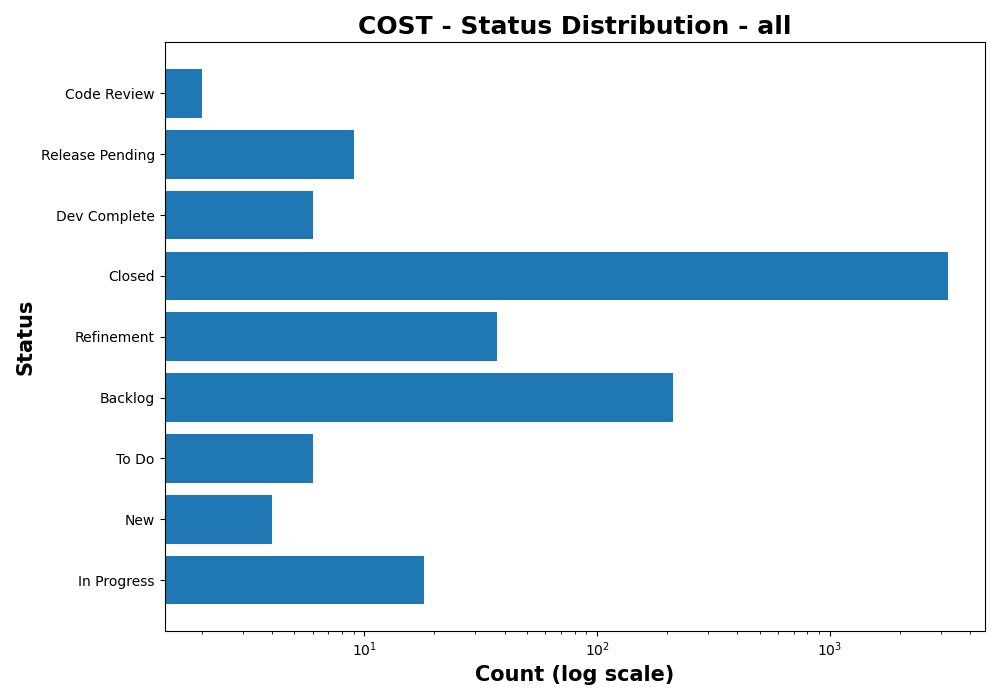 COST - Status Distribution - all
Status
Code Review
Release Pending
Dev Complete
Closed
Refinement
Backlog
To Do
New
In Progress
10¹ 10² 10³
Count (log scale)